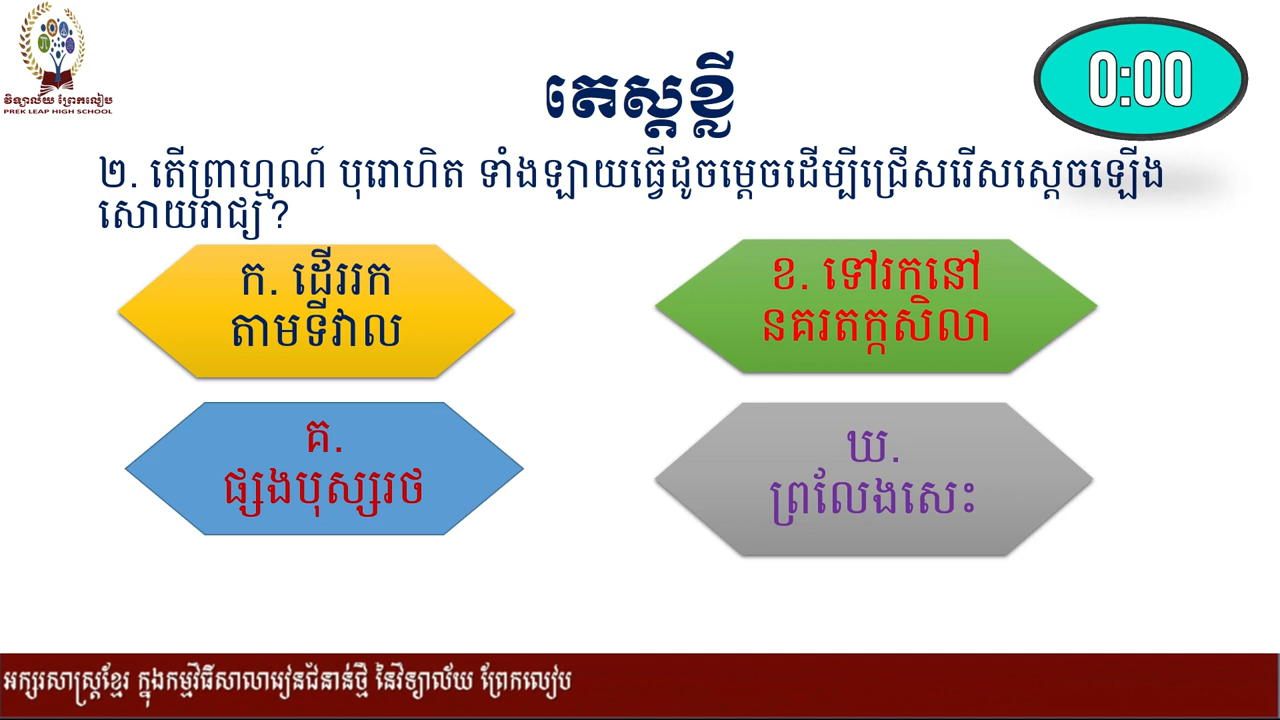 វិទ្យាល័យ ព្រែកលៀប
PREK LEAP HIGH SCHOOL
តេស្តខ្លី
0:00
២. តើព្រាហ្មណ៍ បុរោហិត ទាំងឡាយធ្វើដូចម្ដេចដើម្បីជ្រើសរើសស្ដេចឡើង
សោយរាជ្យ ?
ក. ដើររក
តាមទីវាល
ខ. ទៅរកនៅ
នគរតក្កសិលា
គ.
ផ្សងបុស្សរថ
ឃ.
ព្រលែងសេះ
អក្សរសាស្ត្រខ្មែរ ក្នុងកម្មវិធីសាលារៀនជំនាន់ថ្មី នៃវិទ្យាល័យ ព្រែកលៀប